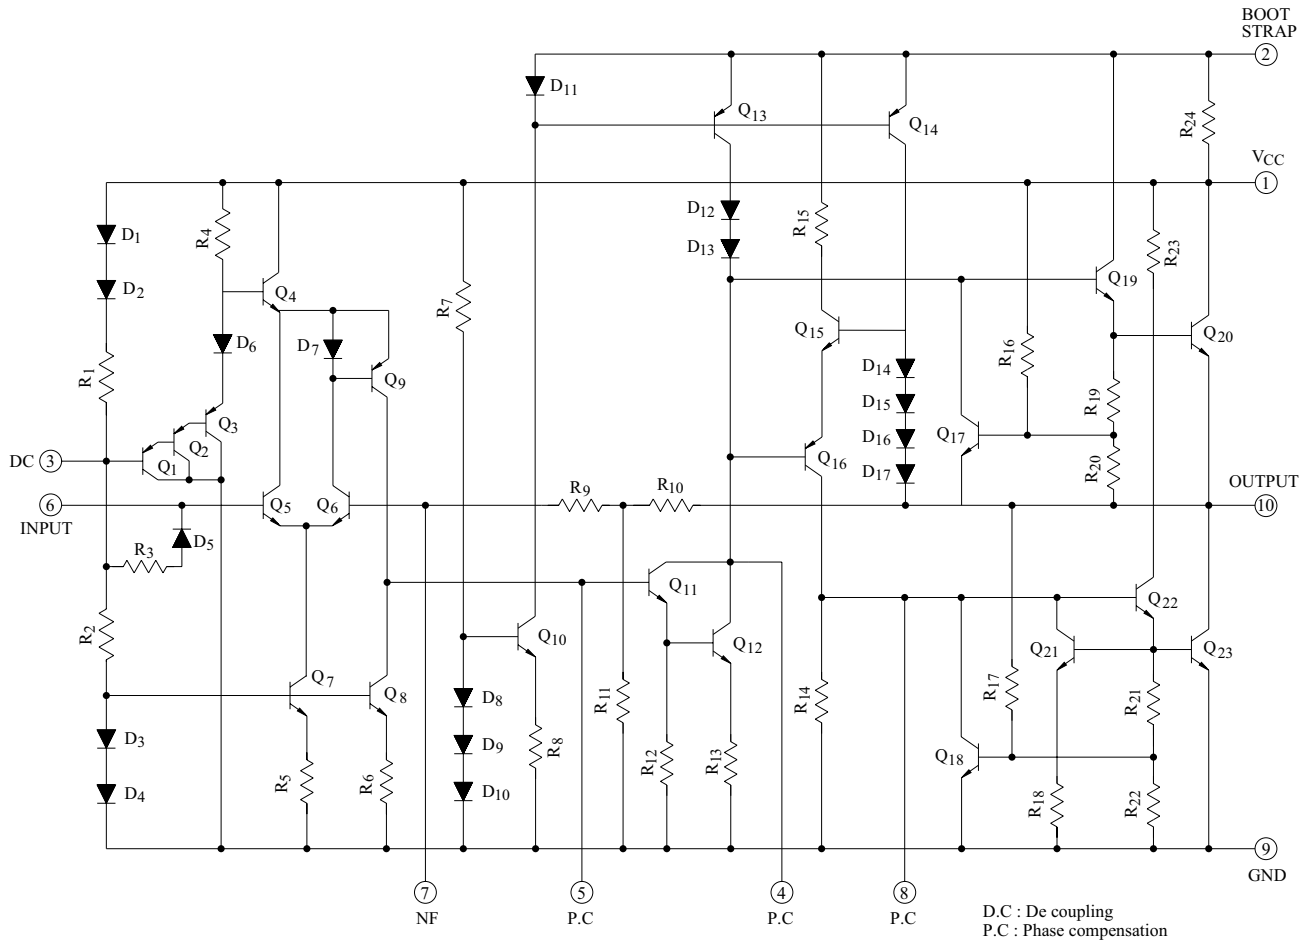 BOOT
STRAP
2
D11
Q13
Q14
R24
VCC
1
D12
D13
R15
R23
D1
R4
D2
Q4
R7
Q19
D6
D7
Q15
R16
Q20
R1
Q9
D14
D15
R19
Q3
Q2
Q1
DC 3
D16
Q17
Q16
R20
D17
6
INPUT
Q5
Q6
R9
R10
OUTPUT
10
R3
D5
Q11
Q22
R2
Q10
Q12
Q21
Q23
Q7
Q8
D8
R11
R14
R17
R21
D3
R8
D9
R12
R13
Q18
R5
R6
D4
D10
R18
R22
9
GND
7
NF
5
P.C
4
P.C
8
P.C
D.C : De coupling
P.C : Phase compensation